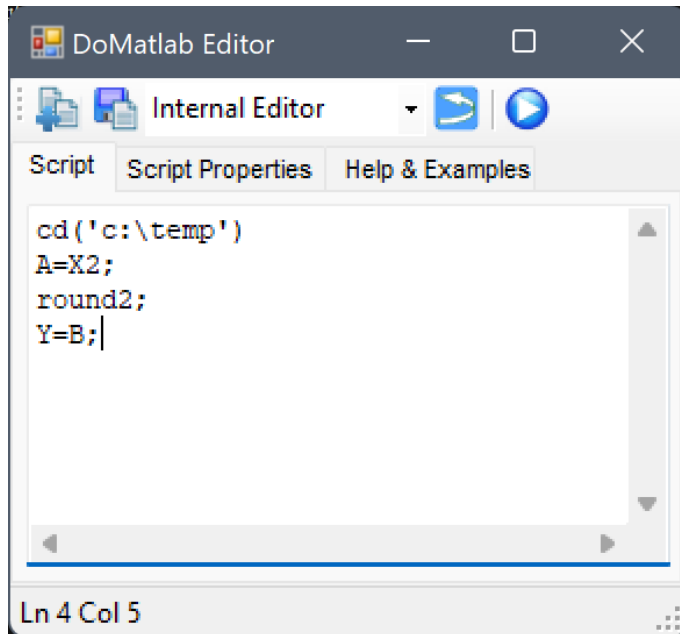 DoMatlab Editor
Internal Editor
Script Script Properties Help & Examples
cd('c:\temp')
A=X2;
round2;
Y=B;
Ln 4 Col 5